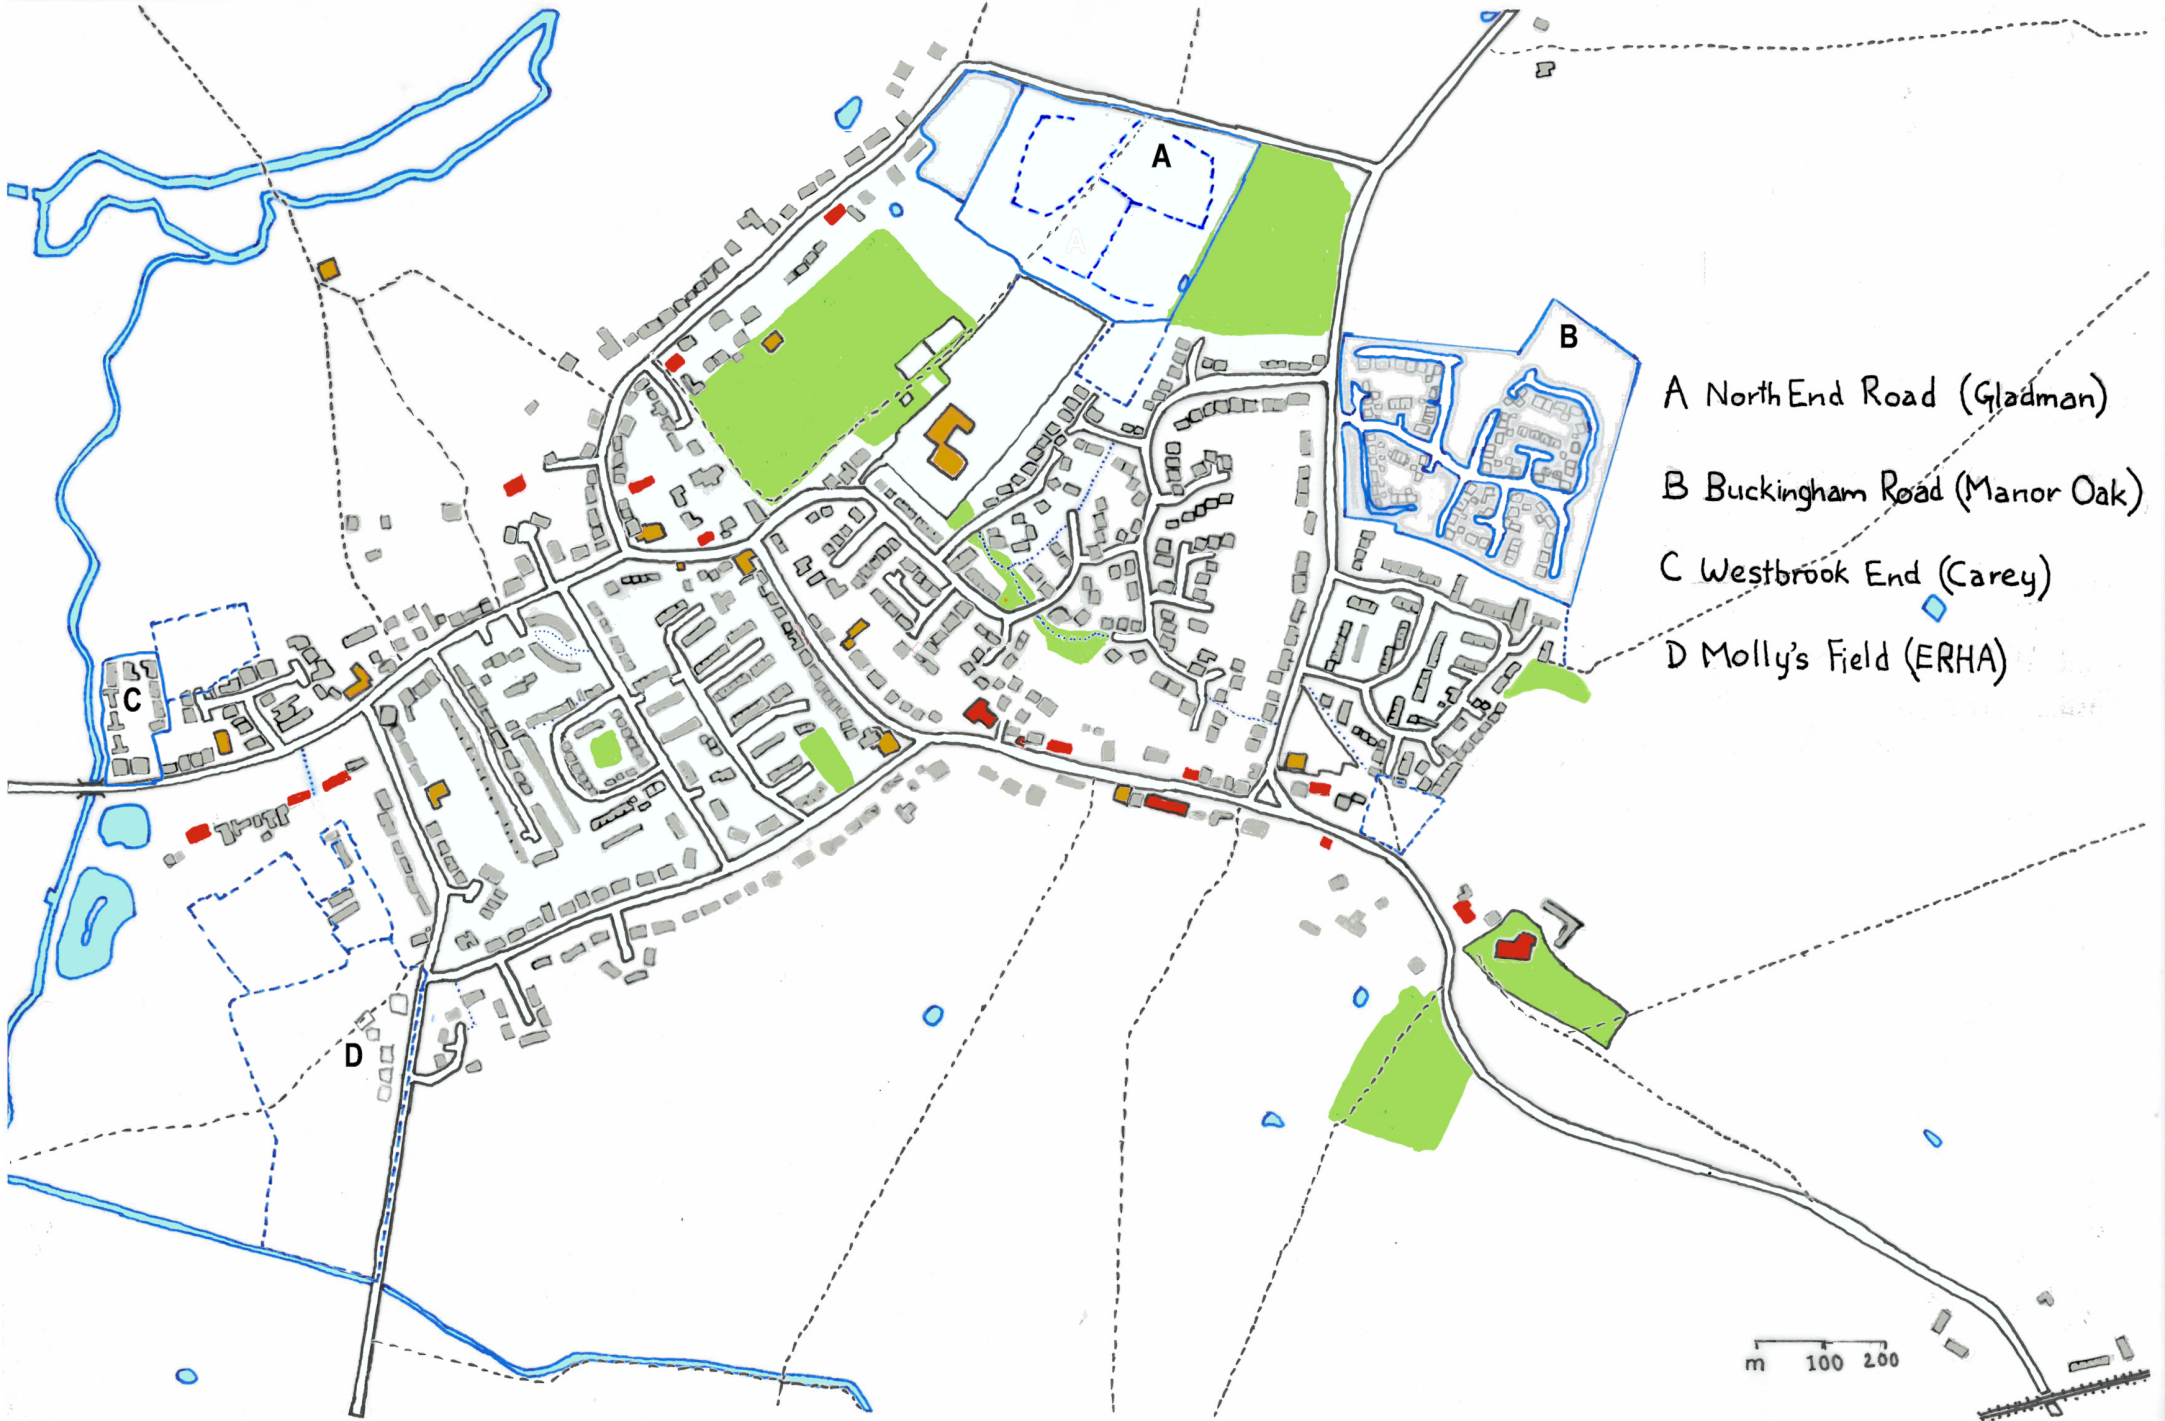 A
A
B
A North End Road (Gladman)
B Buckingham Road (Manor Oak)
C Westbrook End (Carey)
D Molly's Field (ERHA)
C
D
m 100 200